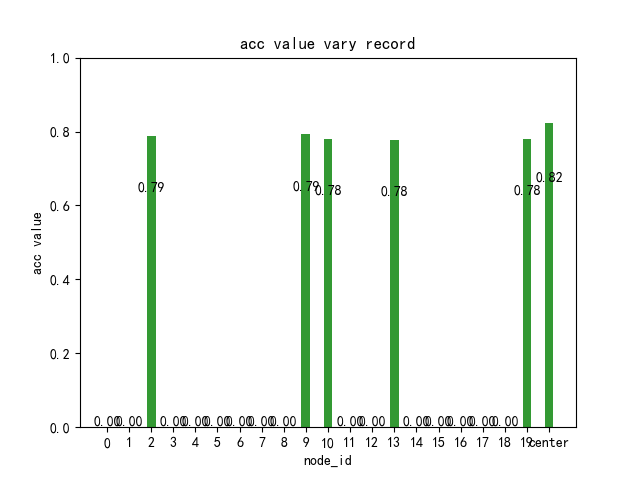 acc value vary record
acc value
1.0
0.8
0.6
0.4
0.2
0.0
0.00 0.00 0.79 0.00 0.00 0.00 0.00 0.00 0.00 0.79 0.78 0.00 0.00 0.78 0.00 0.00 0.00 0.00 0.00 0.78 0.82
0 1 2 3 4 5 6 7 8 9 10 11 12 13 14 15 16 17 18 19 center
node_id